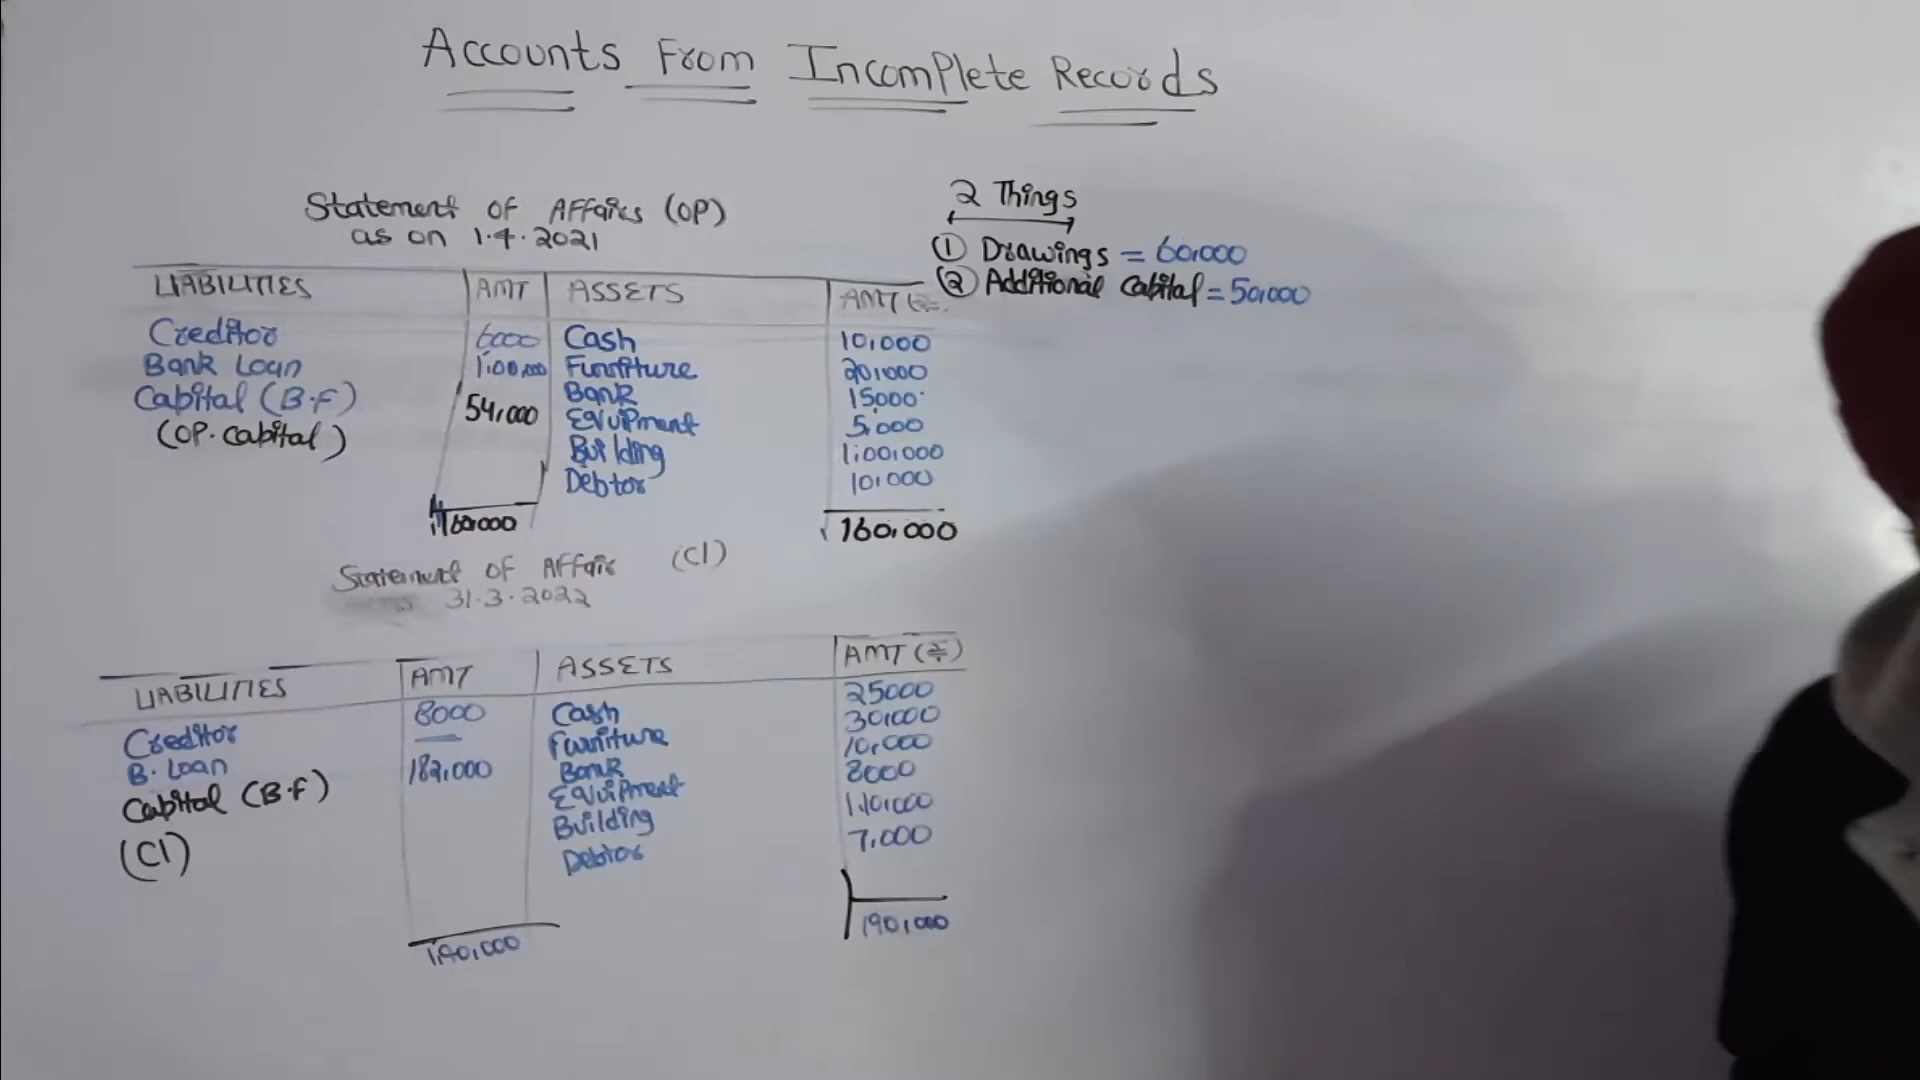 Accounts From Incomplete Records
Statement of Affairs (OP)
as on 1.4.2021
2 Things
① Drawings = 60,000
② Additional Capital = 50,000
LIABILITIES AMT ASSETS AMT (₹)
Creditor 6000 Cash 10,000
Bank Loan 1,00,000 Furniture 20,000
Capital (B.F) 54,000 Bank 15000
(OP. capital) Equipment 5,000
Building 1,00,000
Debtor 10,000
160,000 160,000
Statement of Affair (Cl)
31.3.2022
LIABILITIES AMT ASSETS AMT (₹)
Creditor 8000 Cash 25000
B. Loan — Furniture 30,000
Capital (B.F) 182,000 Bank 10,000
(Cl) Equipment 8000
Building 1,10,000
Debtor 7,000
190,000 190,000